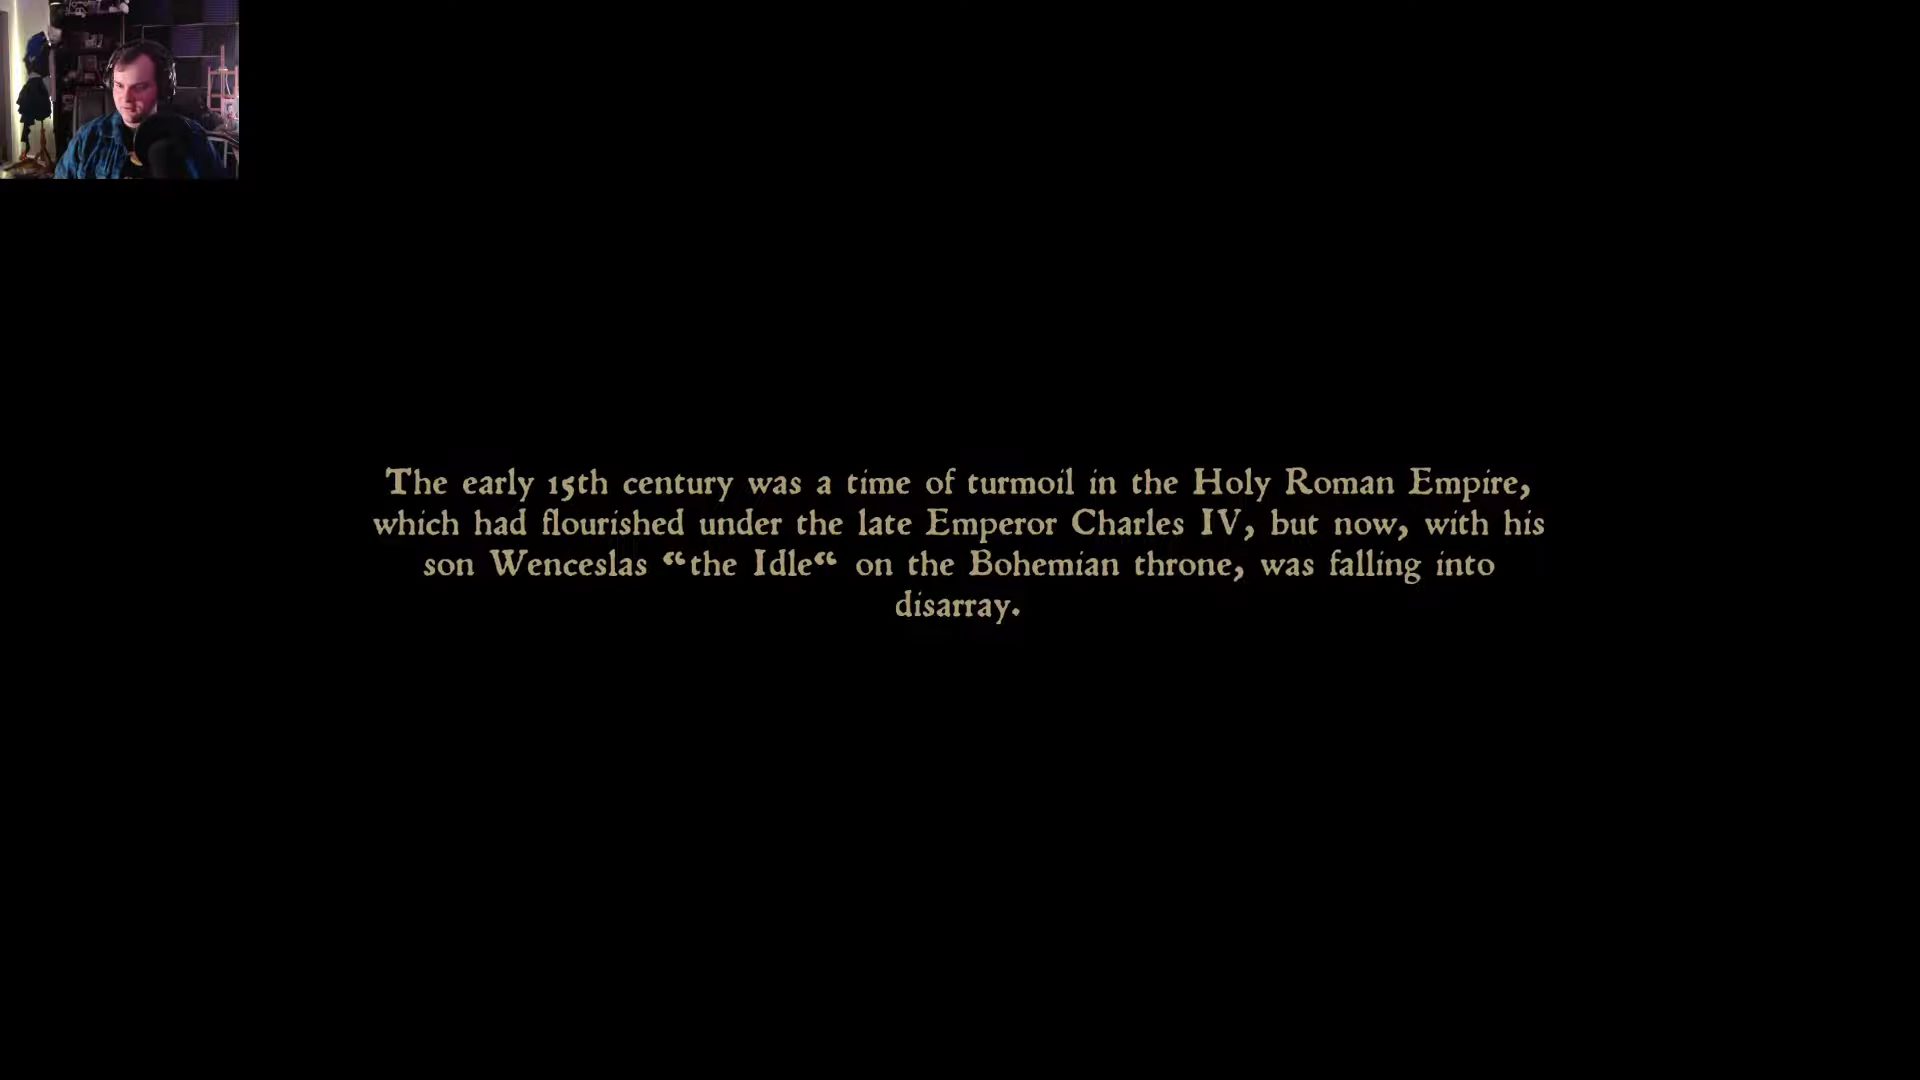 The early 15th century was a time of turmoil in the Holy Roman Empire,
which had flourished under the late Emperor Charles IV, but now, with his
son Wenceslas “the Idle“ on the Bohemian throne, was falling into
disarray.